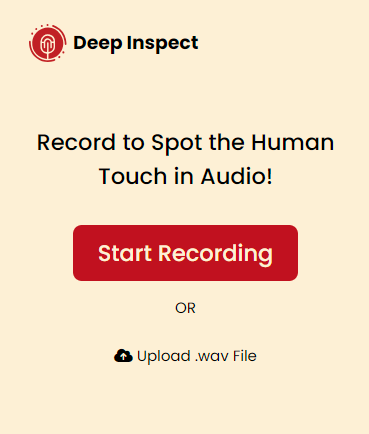 Deep Inspect
Record to Spot the Human
Touch in Audio!
Start Recording
OR
Upload .wav File